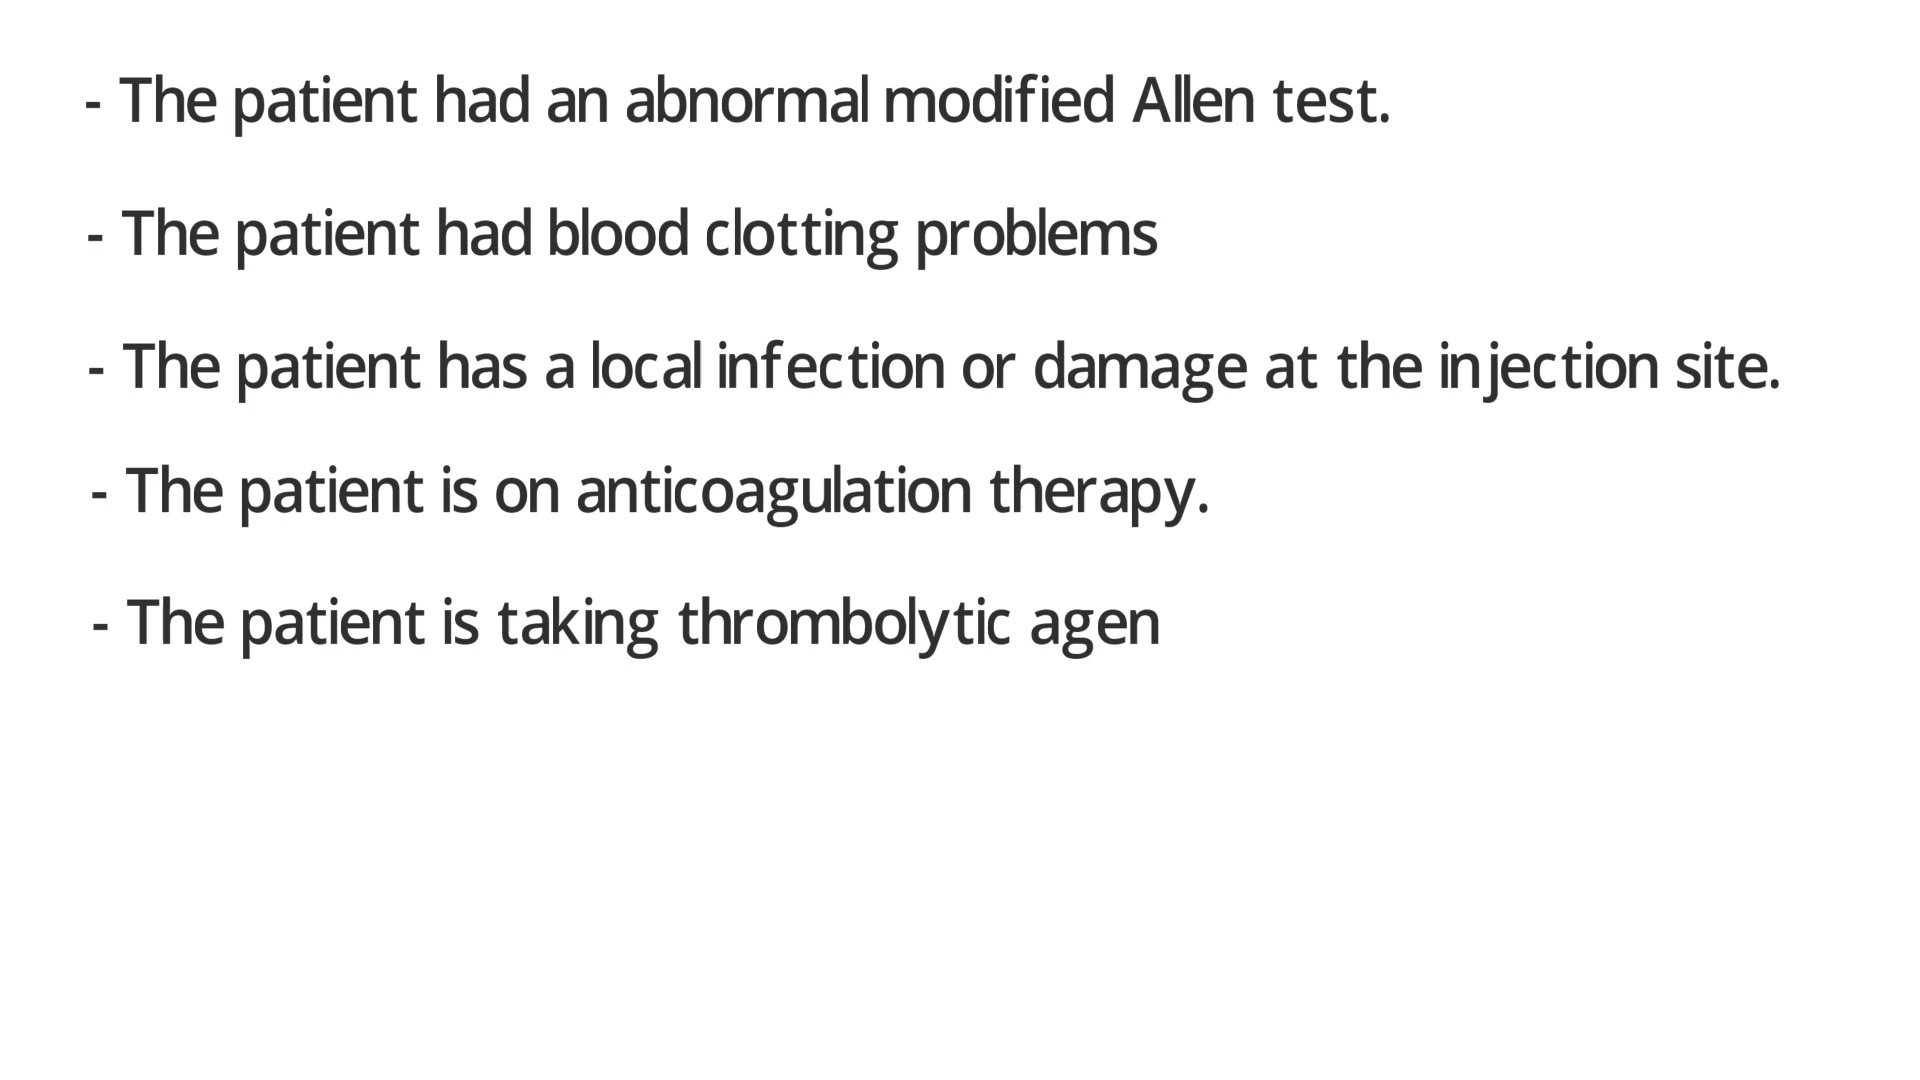 - The patient had an abnormal modified Allen test.
- The patient had blood clotting problems
- The patient has a local infection or damage at the injection site.
- The patient is on anticoagulation therapy.
- The patient is taking thrombolytic agen